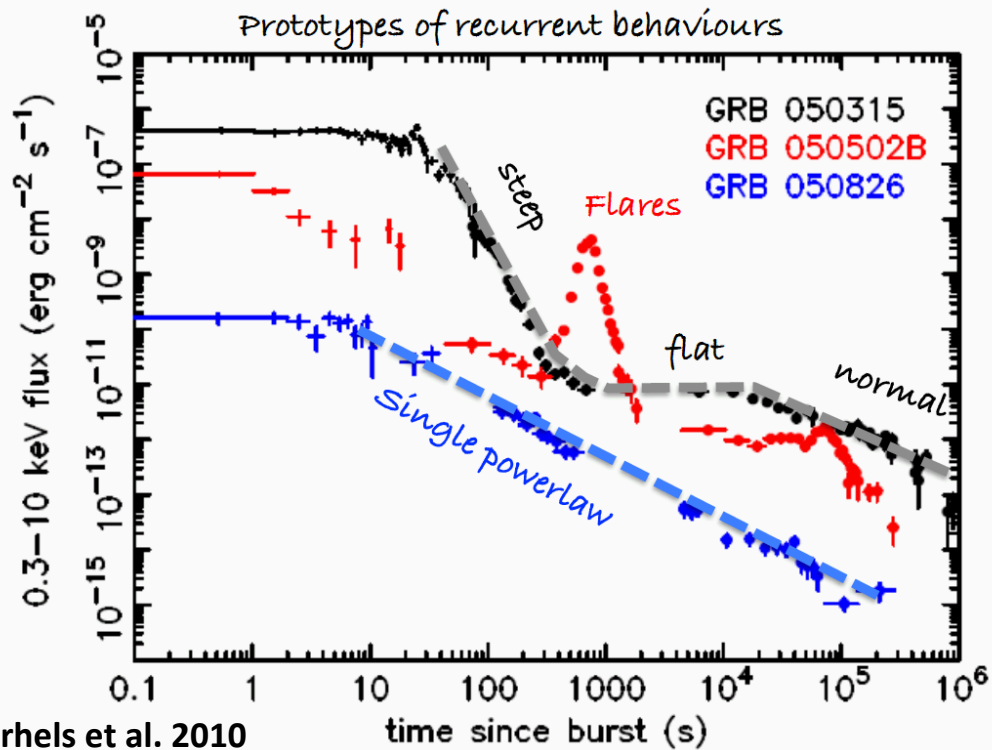 Prototypes of recurrent behaviours
0.3−10 keV flux (erg cm⁻² s⁻¹)
10⁻⁵
10⁻⁷
10⁻⁹
10⁻¹¹
10⁻¹³
10⁻¹⁵
GRB 050315
GRB 050502B
GRB 050826
steep
Flares
flat
normal
Single powerlaw
0.1 1 10 100 1000 10⁴ 10⁵ 10⁶
time since burst (s)
rhels et al. 2010